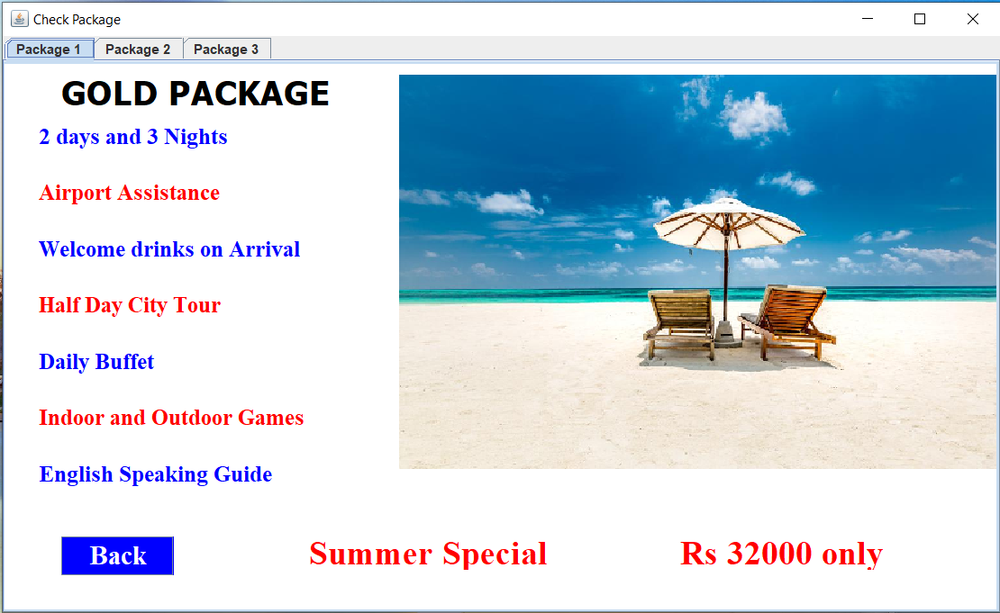 Check Package
Package 1 Package 2 Package 3
GOLD PACKAGE
2 days and 3 Nights
Airport Assistance
Welcome drinks on Arrival
Half Day City Tour
Daily Buffet
Indoor and Outdoor Games
English Speaking Guide
Back Summer Special Rs 32000 only